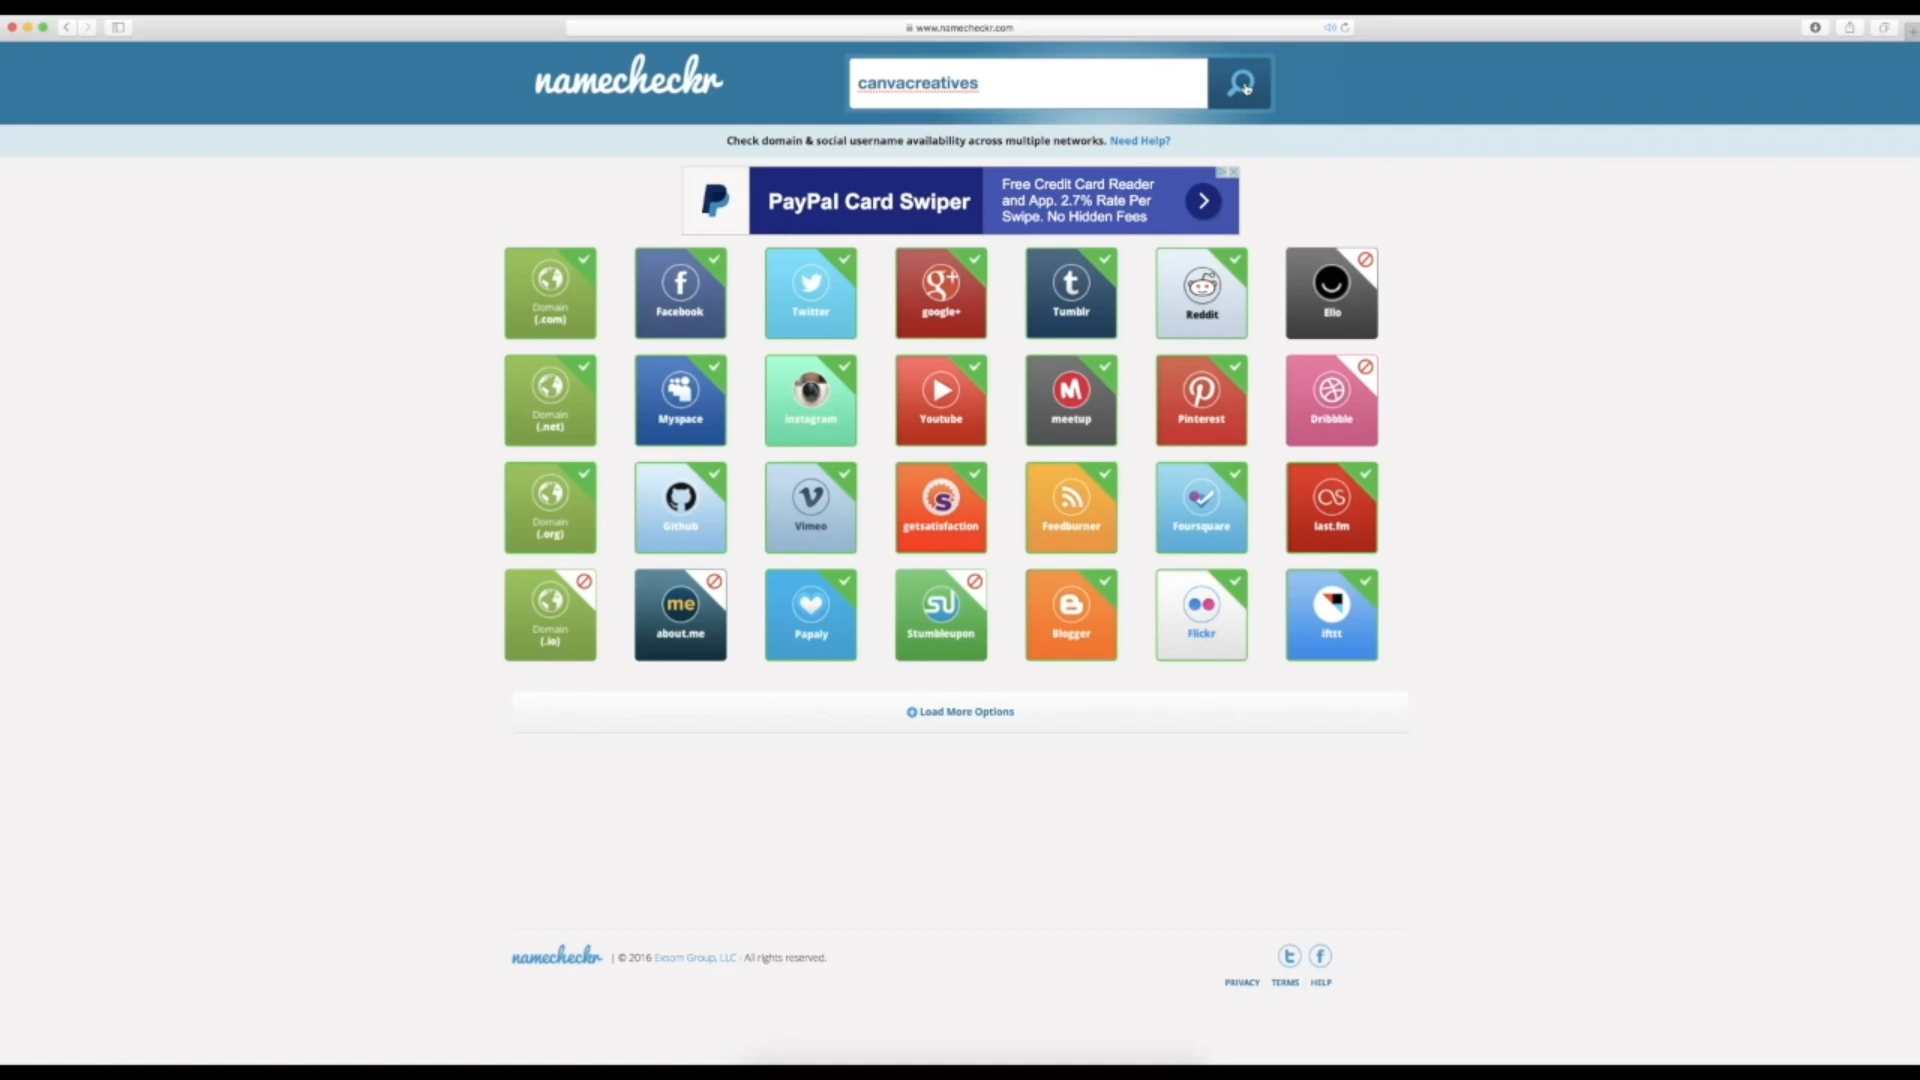 www.namecheckr.com
namecheckr
canvacreatives
Check domain & social username availability across multiple networks. Need Help?
PayPal Card Swiper
Free Credit Card Reader
and App. 2.7% Rate Per
Swipe. No Hidden Fees
Domain
(.com)
Facebook
Twitter
google+
Tumblr
Reddit
Ello
Domain
(.net)
Myspace
instagram
Youtube
meetup
Pinterest
Dribbble
Domain
(.org)
Github
Vimeo
getsatisfaction
Feedburner
Foursquare
last.fm
Domain
(.io)
me
about.me
Papaly
Stumbleupon
Blogger
Flickr
ifttt
Load More Options
namecheckr | © 2016 Exsom Group, LLC - All rights reserved.
PRIVACY TERMS HELP